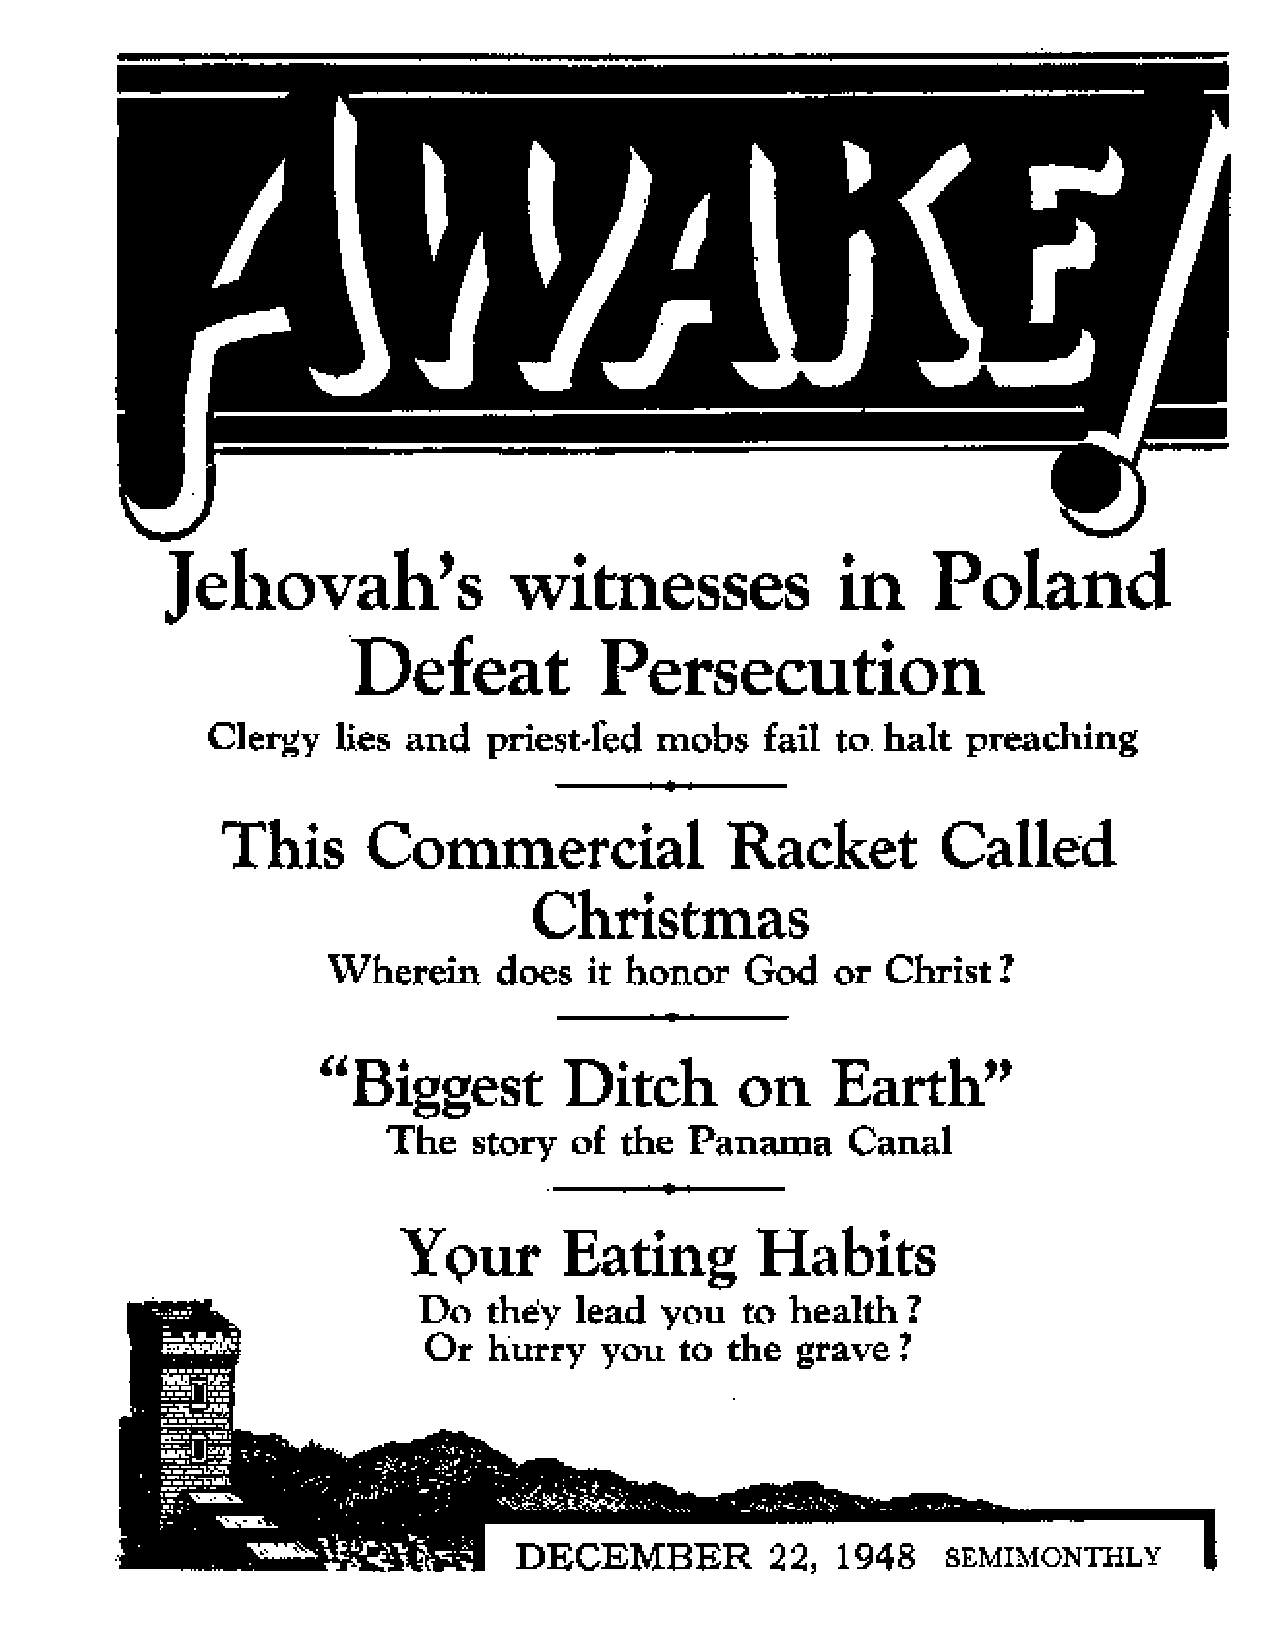 AWAKE!
Jehovah's witnesses in Poland
Defeat Persecution
Clergy lies and priest-led mobs fail to halt preaching
This Commercial Racket Called
Christmas
Wherein does it honor God or Christ?
"Biggest Ditch on Earth"
The story of the Panama Canal
Your Eating Habits
Do they lead you to health?
Or hurry you to the grave?
DECEMBER 22, 1948 SEMIMONTHLY